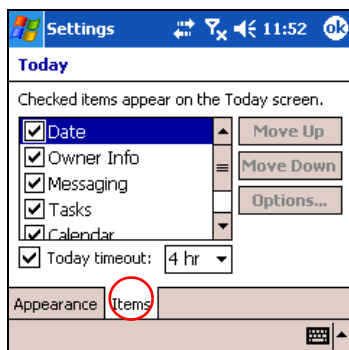 Settings 11:52 ok
Today
Checked items appear on the Today screen.
Date
Owner Info
Messaging
Tasks
Calendar
Move Up
Move Down
Options...
Today timeout: 4 hr
Appearance Items